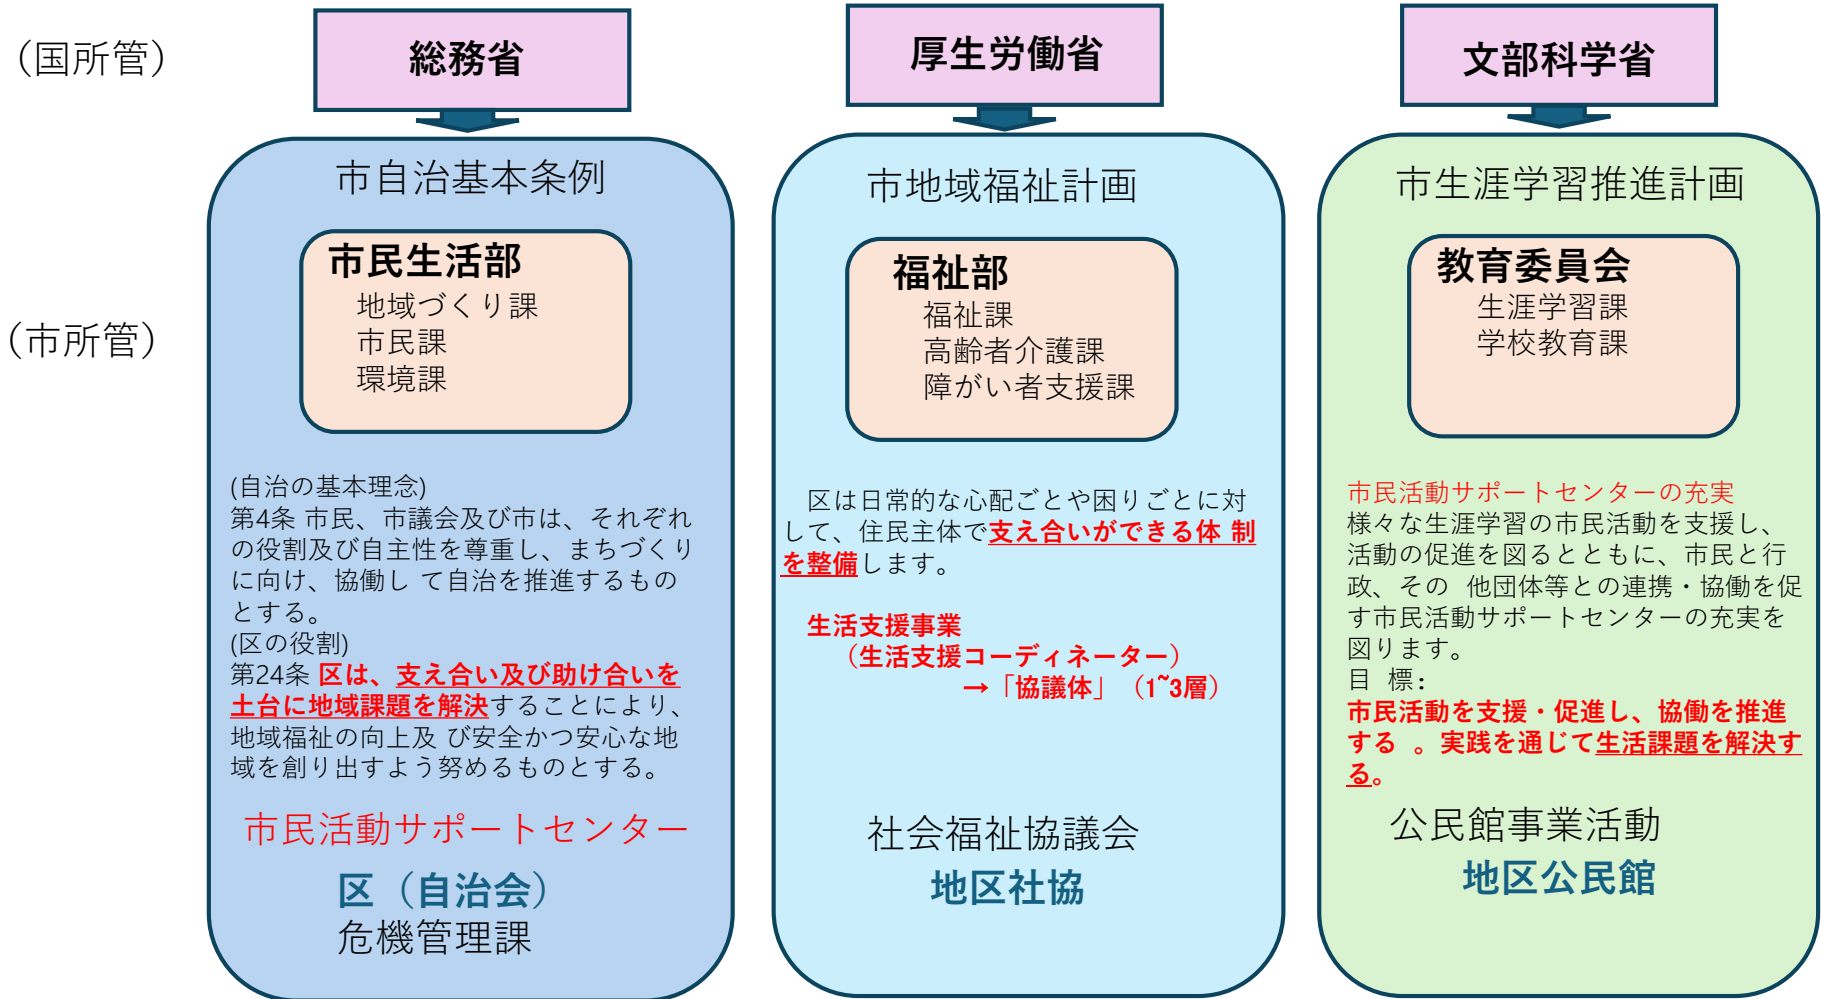 （国所管）
総務省
厚生労働省
文部科学省
（市所管）
市自治基本条例
市民生活部
地域づくり課
市民課
環境課
(自治の基本理念)
第4条 市民、市議会及び市は、それぞれ
の役割及び自主性を尊重し、まちづくり
に向け、協働し て自治を推進するもの
とする。
(区の役割)
第24条 区は、支え合い及び助け合いを
土台に地域課題を解決することにより、
地域福祉の向上及 び安全かつ安心な地
域を創り出すよう努めるものとする。
市民活動サポートセンター
区（自治会）
危機管理課
市地域福祉計画
福祉部
福祉課
高齢者介護課
障がい者支援課
区は日常的な心配ごとや困りごとに対
して、住民主体で支え合いができる体 制
を整備します。
生活支援事業
（生活支援コーディネーター）
→「協議体」（1~3層）
社会福祉協議会
地区社協
市生涯学習推進計画
教育委員会
生涯学習課
学校教育課
市民活動サポートセンターの充実
様々な生涯学習の市民活動を支援し、
活動の促進を図るとともに、市民と行
政、その 他団体等との連携・協働を促
す市民活動サポートセンターの充実を
図ります。
目 標：
市民活動を支援・促進し、協働を推進
する 。実践を通じて生活課題を解決す
る。
公民館事業活動
地区公民館